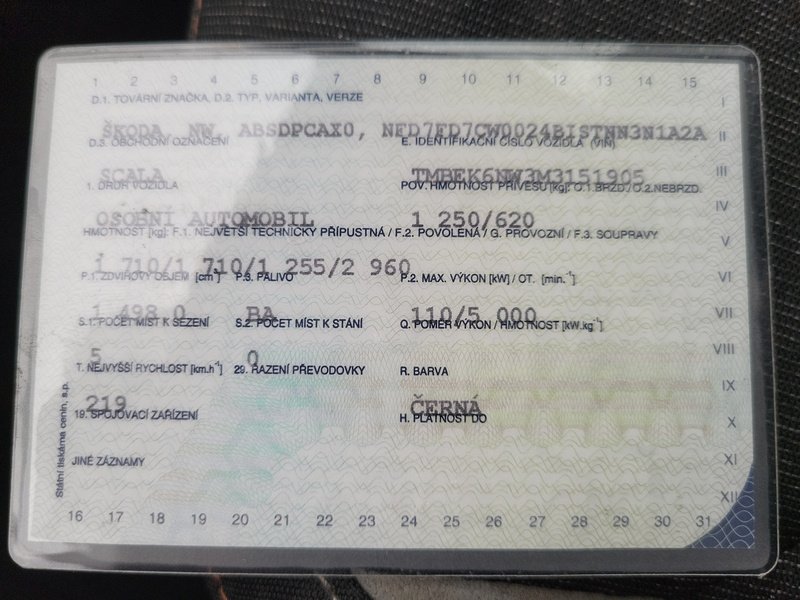 1 2 3 4 5 6 7 8 9 10 11 12 13 14 15
D.1. TOVÁRNÍ ZNAČKA, D.2. TYP, VARIANTA, VERZE
I
ŠKODA, NW, ABSDPCAX0, NFD7FD7CW0024BISTNN3N1A2A
II
D.3. OBCHODNÍ OZNAČENÍ E. IDENTIFIKAČNÍ ČÍSLO VOZIDLA (VIN)
SCALA TMBEK6NW3M3151905
III
1. DRUH VOZIDLA POV. HMOTNOST PŘÍVĚSU [kg]: O.1.BRZD./O.2.NEBRZD.
IV
OSOBNÍ AUTOMOBIL 1 250/620
HMOTNOST [kg]: F.1. NEJVĚTŠÍ TECHNICKY PŘÍPUSTNÁ / F.2. POVOLENÁ / G. PROVOZNÍ / F.3. SOUPRAVY
V
1 710/1 710/1 255/2 960
P.1. ZDVIHOVÝ OBJEM [cm³] P.3. PALIVO P.2. MAX. VÝKON [kW] / OT. [min.⁻¹]
VI
1 498,0 BA 110/5 000
VII
S.1. POČET MÍST K SEZENÍ S.2. POČET MÍST K STÁNÍ Q. POMĚR VÝKON / HMOTNOST [kW.kg⁻¹]
5 0
VIII
T. NEJVYŠŠÍ RYCHLOST [km.h⁻¹] 29. ŘAZENÍ PŘEVODOVKY R. BARVA
IX
219 ČERNÁ
19. SPOJOVACÍ ZAŘÍZENÍ H. PLATNOST DO
X
JINÉ ZÁZNAMY
XI
XII
16 17 18 19 20 21 22 23 24 25 26 27 28 29 30 31
Státní tiskárna cenin, s.p.